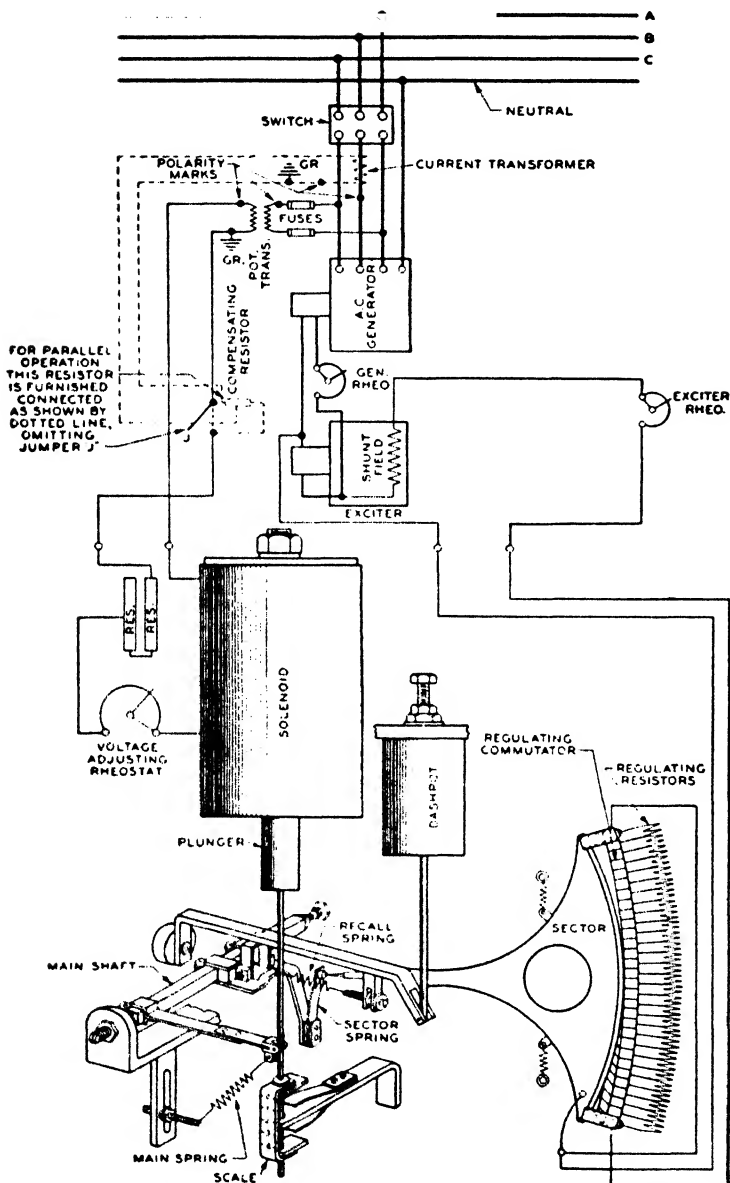 A
B
C
NEUTRAL
SWITCH
CURRENT TRANSFORMER
POLARITY
MARKS
GR
FUSES
GR.
POT. TRANS.
A.C.
GENERATOR
COMPENSATING
RESISTOR
FOR PARALLEL
OPERATION
THIS RESISTOR
IS FURNISHED
CONNECTED
AS SHOWN BY
DOTTED LINE,
OMITTING
JUMPER J
J
GEN.
RHEO
EXCITER
RHEO.
SHUNT
FIELD
EXCITER
RES.
RES.
SOLENOID
VOLTAGE
ADJUSTING
RHEOSTAT
DASHPOT
REGULATING
COMMUTATOR
REGULATING
RESISTORS
PLUNGER
RECALL
SPRING
SECTOR
MAIN SHAFT
SECTOR
SPRING
MAIN SPRING
SCALE